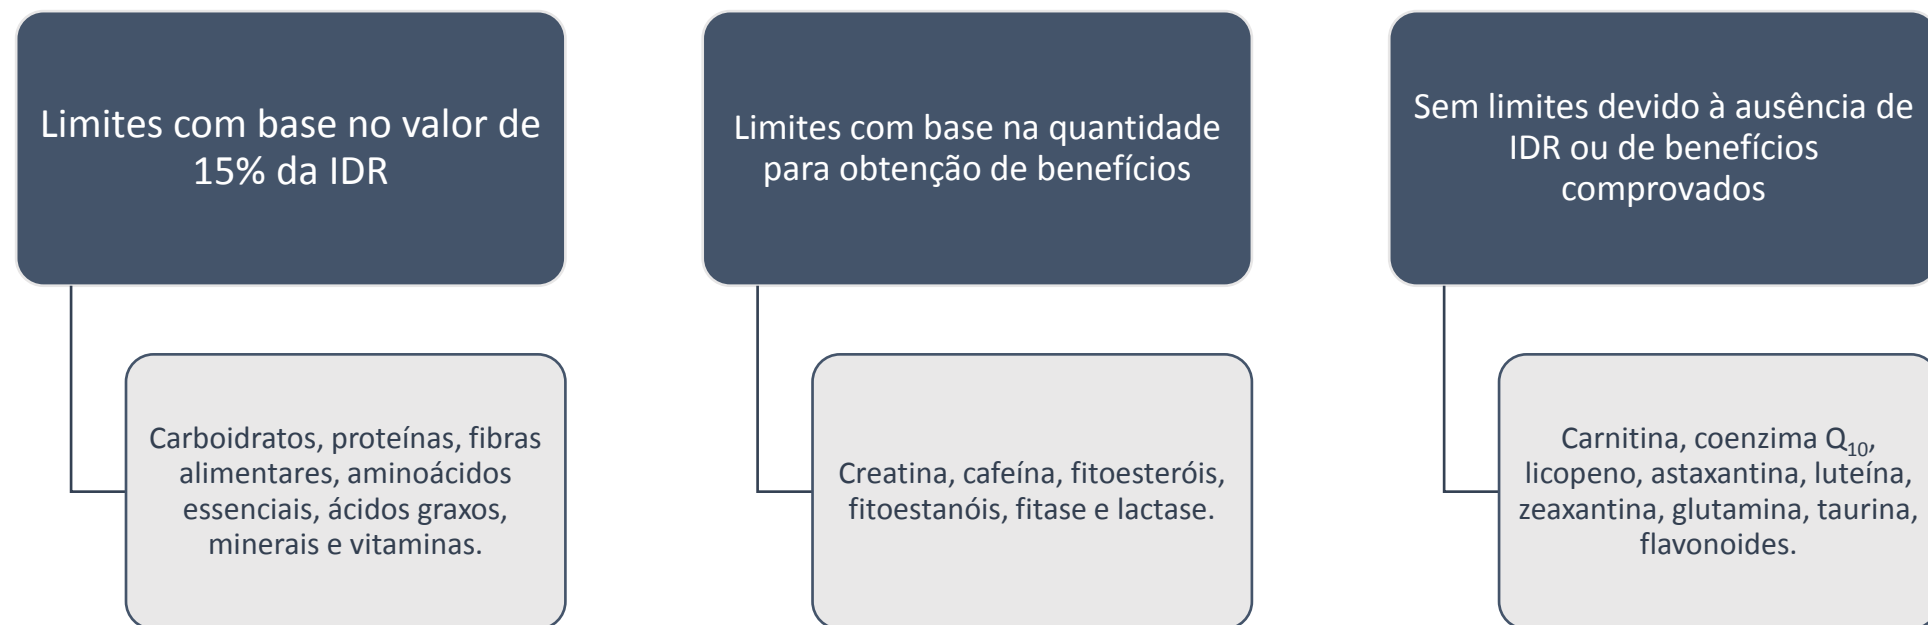 Limites com base no valor de
15% da IDR
Carboidratos, proteínas, fibras
alimentares, aminoácidos
essenciais, ácidos graxos,
minerais e vitaminas.
Limites com base na quantidade
para obtenção de benefícios
Creatina, cafeína, fitoesteróis,
fitoestanóis, fitase e lactase.
Sem limites devido à ausência de
IDR ou de benefícios
comprovados
Carnitina, coenzima Q₁₀,
licopeno, astaxantina, luteína,
zeaxantina, glutamina, taurina,
flavonoides.